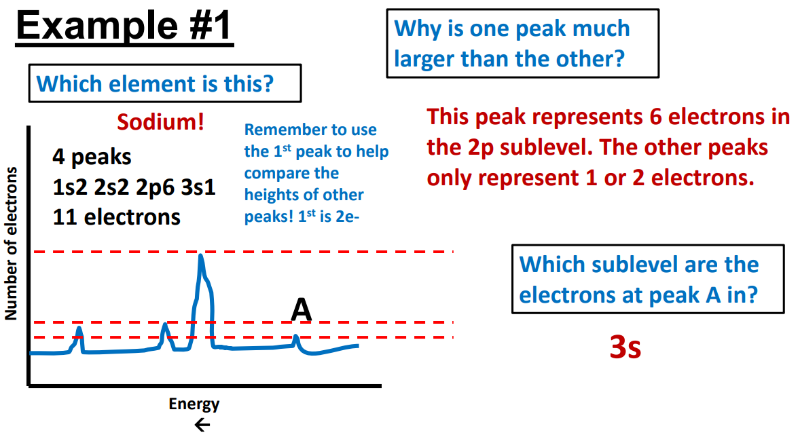 Example #1
Which element is this?
Sodium!
4 peaks
1s2 2s2 2p6 3s1
11 electrons
Remember to use
the 1st peak to help
compare the
heights of other
peaks! 1st is 2e-
Number of electrons
A
Energy
←
Why is one peak much
larger than the other?
This peak represents 6 electrons in
the 2p sublevel. The other peaks
only represent 1 or 2 electrons.
Which sublevel are the
electrons at peak A in?
3s